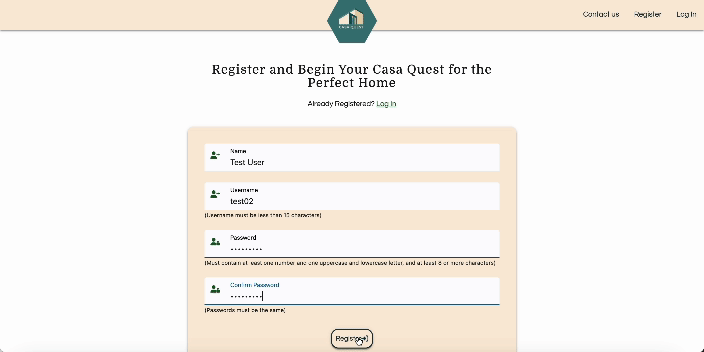 Contact us Register Log In
CASA QUEST
Register and Begin Your Casa Quest for the
Perfect Home
Already Registered? Log In
Name
Test User
Username
test02
(Username must be less than 15 characters)
Password
•••••••••
(Must contain at least one number and one uppercase and lowercase letter, and at least 8 or more characters)
Confirm Password
•••••••••
(Passwords must be the same)
Register